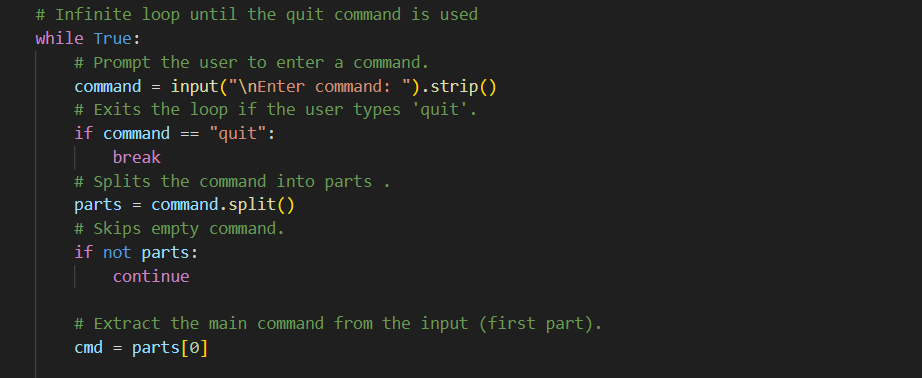 # Infinite loop until the quit command is used
while True:
    # Prompt the user to enter a command.
    command = input("\nEnter command: ").strip()
    # Exits the loop if the user types 'quit'.
    if command == "quit":
        break
    # Splits the command into parts .
    parts = command.split()
    # Skips empty command.
    if not parts:
        continue

    # Extract the main command from the input (first part).
    cmd = parts[0]